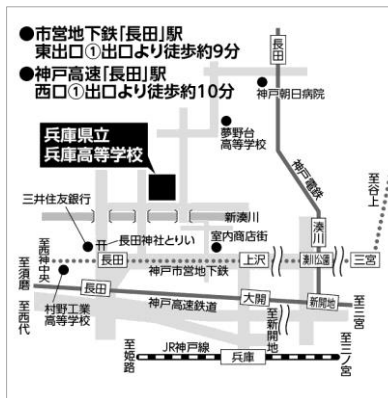 ●市営地下鉄「長田」駅
東出口①出口より徒歩約9分
●神戸高速「長田」駅
西口①出口より徒歩約10分
長田
神戸朝日病院
夢野台
高等学校
兵庫県立
兵庫高等学校
神戸電鉄
至谷上
三井住友銀行
新湊川
湊川
長田神社とりい
室内商店街
至西神中央
長田
神戸市営地下鉄
上沢
湊川公園
三宮
至須磨
至西代
長田
神戸高速鉄道
大開
新開地
至三宮
村野工業
高等学校
至新開地
至姫路
JR神戸線
兵庫
至三ノ宮